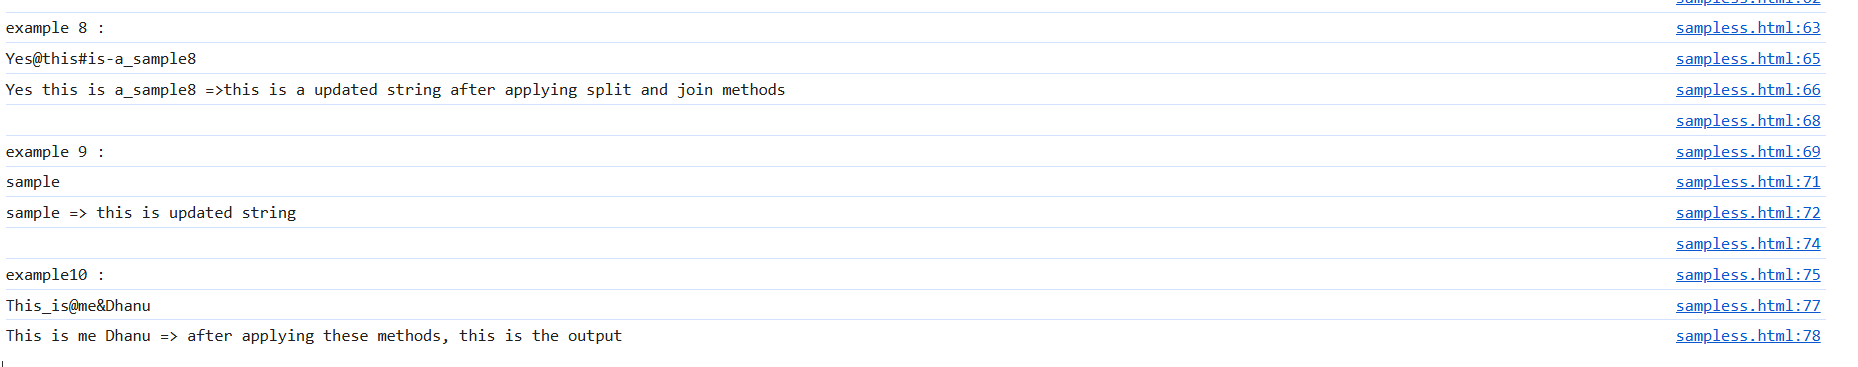 sampless.html:62
example 8 : sampless.html:63
Yes@this#is-a_sample8 sampless.html:65
Yes this is a_sample8 =>this is a updated string after applying split and join methods sampless.html:66
sampless.html:68
example 9 : sampless.html:69
sample sampless.html:71
sample => this is updated string sampless.html:72
sampless.html:74
example10 : sampless.html:75
This_is@me&Dhanu sampless.html:77
This is me Dhanu => after applying these methods, this is the output sampless.html:78